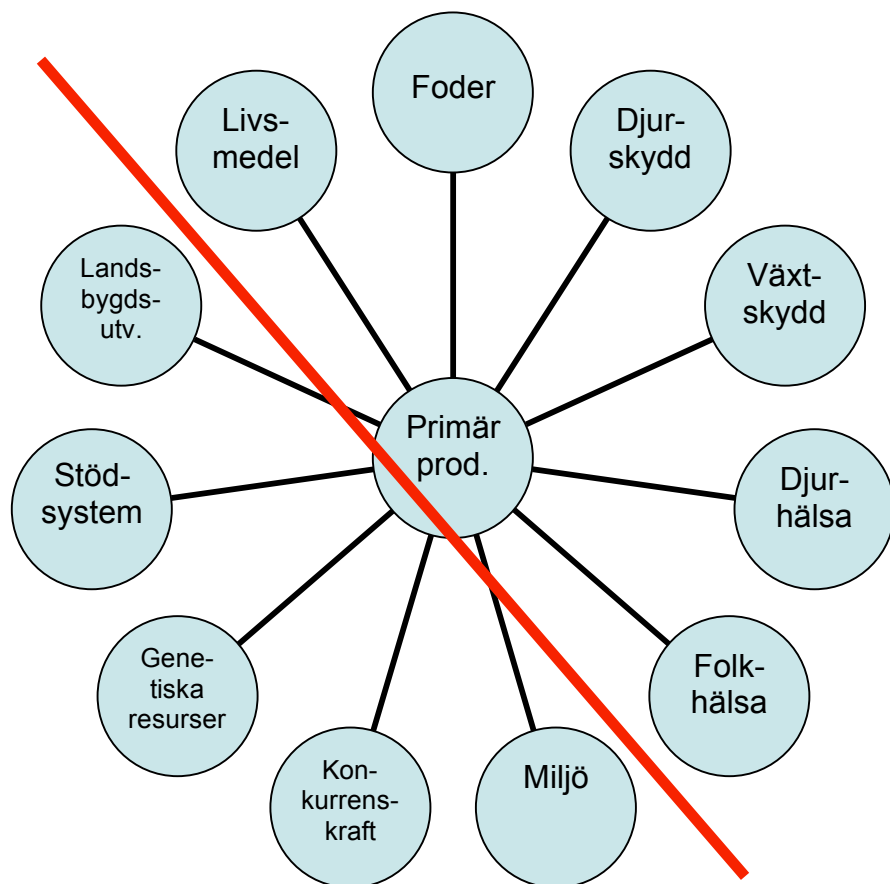 Foder
Livs-
medel
Djur-
skydd
Lands-
bygds-
utv.
Växt-
skydd
Primär
prod.
Stöd-
system
Djur-
hälsa
Gene-
tiska
resurser
Folk-
hälsa
Kon-
kurrens-
kraft
Miljö